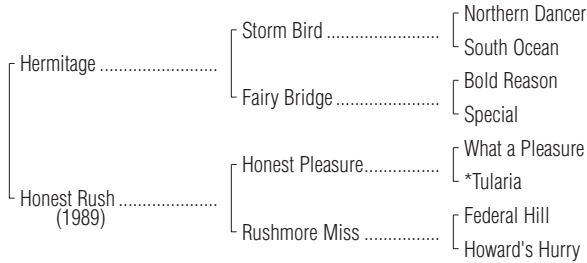 Northern Dancer
Storm Bird ......................
South Ocean
Hermitage .......................
Bold Reason
Fairy Bridge ....................
Special
What a Pleasure
Honest Pleasure...............
*Tularia
Honest Rush ....................
(1989)
Federal Hill
Rushmore Miss ...............
Howard's Hurry